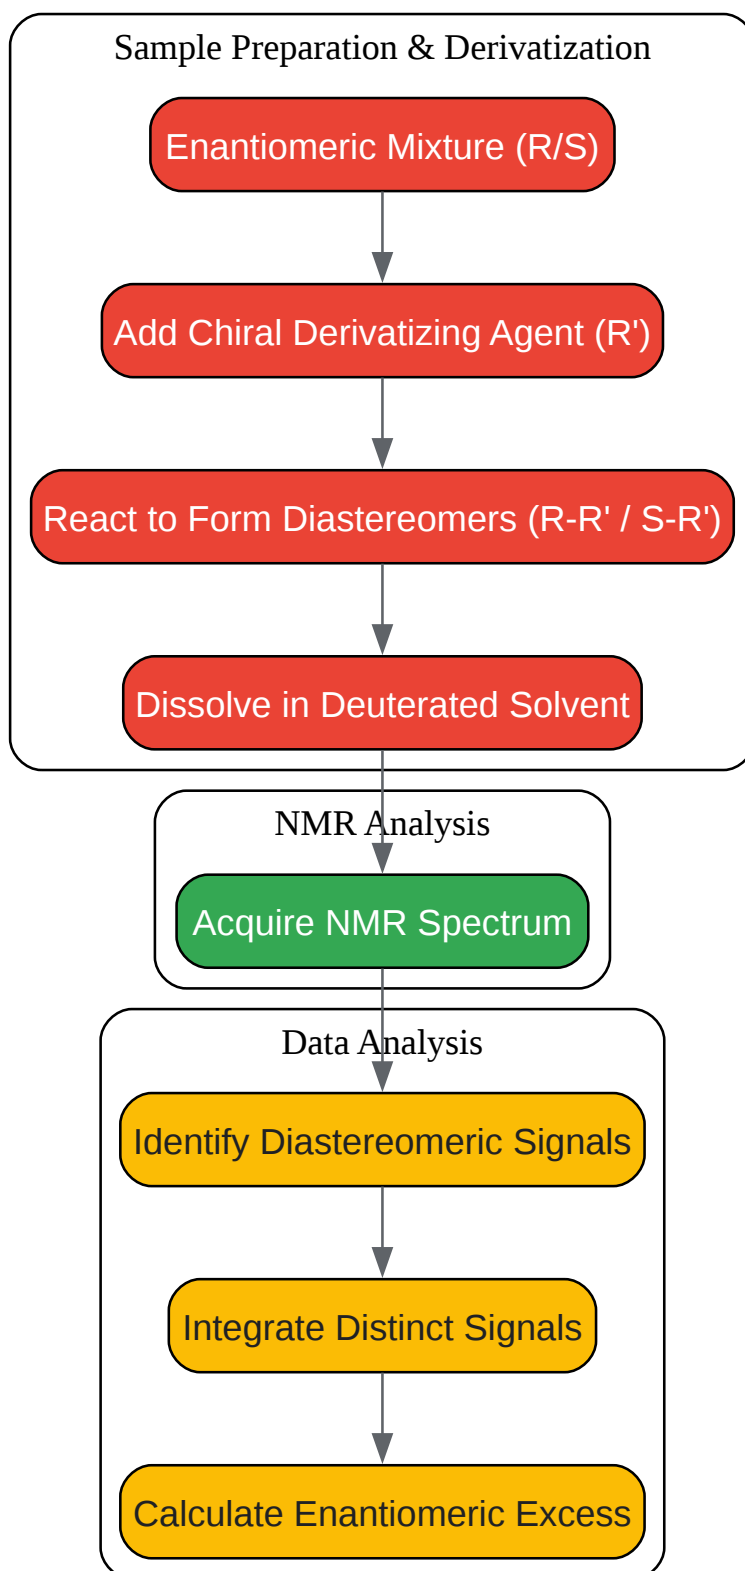 Sample Preparation & Derivatization
Enantiomeric Mixture (R/S)
Add Chiral Derivatizing Agent (R')
React to Form Diastereomers (R-R' / S-R')
Dissolve in Deuterated Solvent
NMR Analysis
Acquire NMR Spectrum
Data Analysis
Identify Diastereomeric Signals
Integrate Distinct Signals
Calculate Enantiomeric Excess